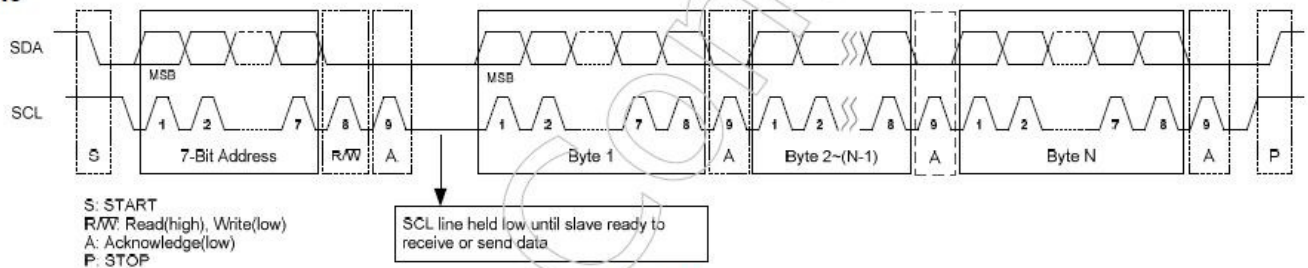 SDA
MSB
MSB
SCL
1 2 7 8 9 1 2 7 8 9 1 2 8 9 1 2 7 8 9
S 7-Bit Address R/W A Byte 1 A Byte 2~(N-1) A Byte N A P
S: START
R/W: Read(high), Write(low)
A: Acknowledge(low)
P: STOP
SCL line held low until slave ready to
receive or send data